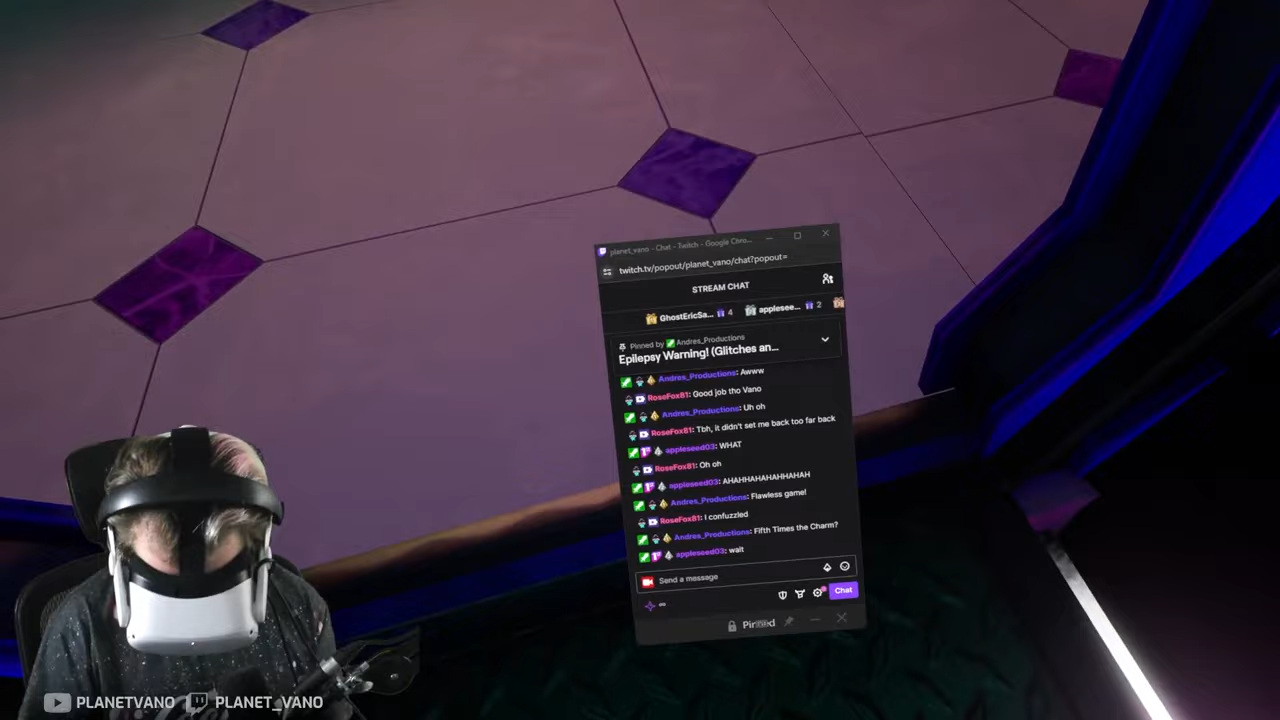 planet_vano - Chat - Twitch - Google Chro...
twitch.tv/popout/planet_vano/chat?popout=
STREAM CHAT
GhostEricSa... 4 applesee... 2
Pinned by Andres_Productions
Epilepsy Warning! (Glitches an...
Andres_Productions: Awww
RoseFox81: Good job tho Vano
Andres_Productions: Uh oh
RoseFox81: Tbh, it didn't set me back too far back
appleseed03: WHAT
RoseFox81: Oh oh
appleseed03: AHAHHAHAHAHHAHAH
Andres_Productions: Flawless game!
RoseFox81: I confuzzled
Andres_Productions: Fifth Times the Charm?
appleseed03: wait
Send a message
Chat
Pinned
PLANETVANO PLANET_VANO